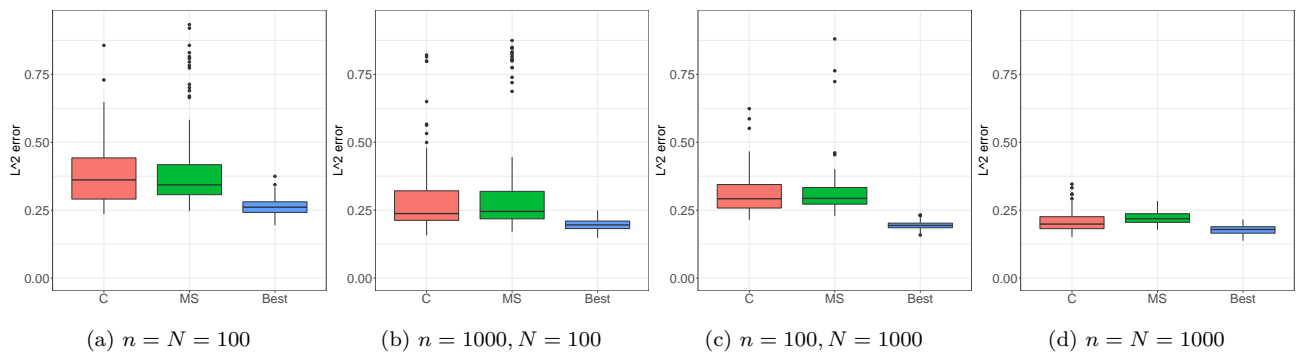 L^2 error
0.75
0.50
0.25
0.00
C MS Best
(a) n = N = 100
L^2 error
0.75
0.50
0.25
0.00
C MS Best
(b) n = 1000, N = 100
L^2 error
0.75
0.50
0.25
0.00
C MS Best
(c) n = 100, N = 1000
L^2 error
0.75
0.50
0.25
0.00
C MS Best
(d) n = N = 1000